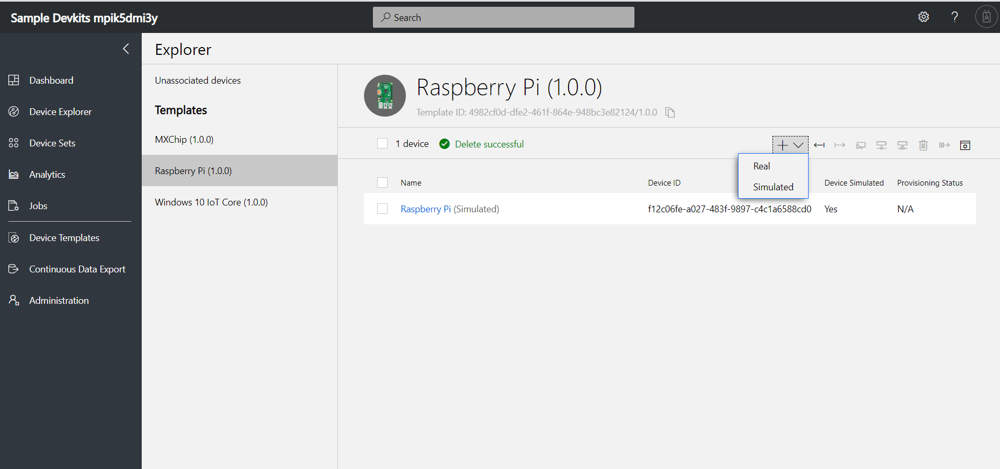 Sample Devkits mpik5dmi3y
Search
?
Dashboard
Device Explorer
Device Sets
Analytics
Jobs
Device Templates
Continuous Data Export
Administration
Explorer
Unassociated devices
Templates
MXChip (1.0.0)
Raspberry Pi (1.0.0)
Windows 10 IoT Core (1.0.0)
Raspberry Pi (1.0.0)
Template ID: 4982cf0d-dfe2-461f-864e-948bc3e82124/1.0.0
1 device Delete successful
Real
Simulated
Name Device ID Device Simulated Provisioning Status
Raspberry Pi (Simulated) f12c06fe-a027-483f-9897-c4c1a6588cd0 Yes N/A